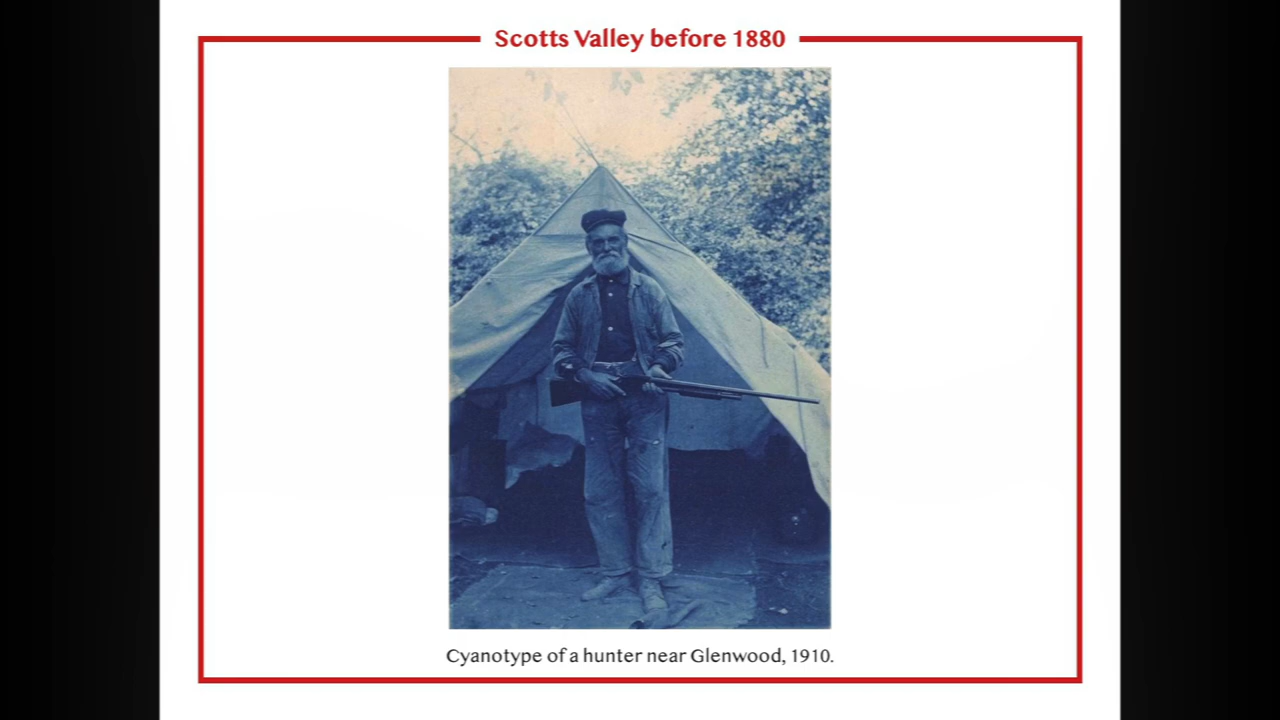 Scotts Valley before 1880
Cyanotype of a hunter near Glenwood, 1910.